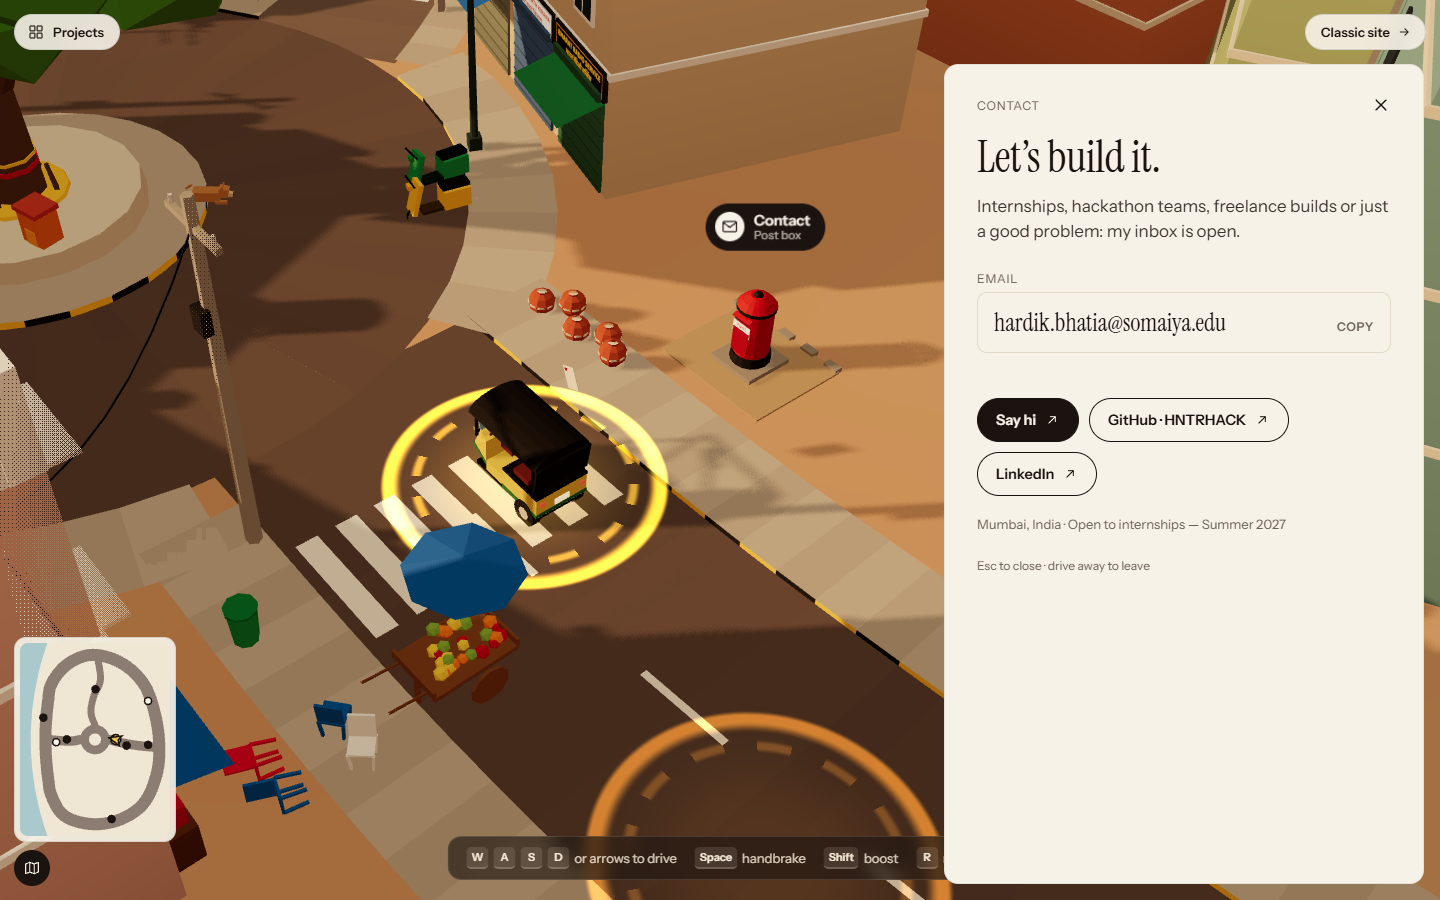 Projects
Classic site
CONTACT
Let's build it.
Internships, hackathon teams, freelance builds or just
a good problem: my inbox is open.
EMAIL
hardik.bhatia@somaiya.edu
COPY
Say hi
GitHub · HNTRHACK
LinkedIn
Mumbai, India · Open to internships — Summer 2027
Esc to close · drive away to leave
Contact
Post box
W A S D or arrows to drive Space handbrake Shift boost R